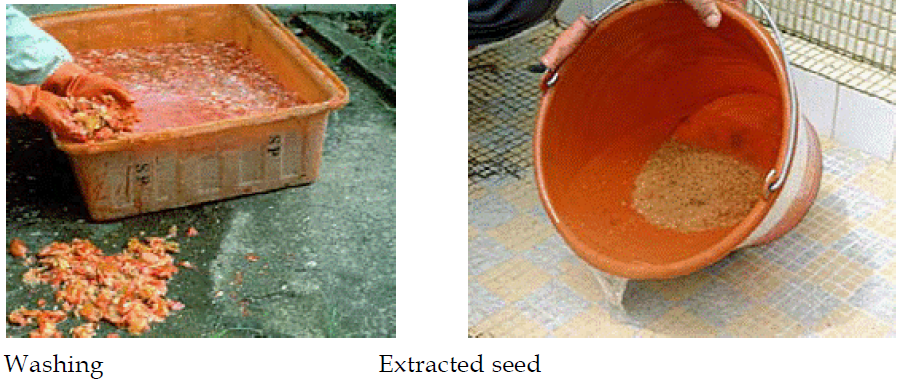 SP
SP
Washing
Extracted seed